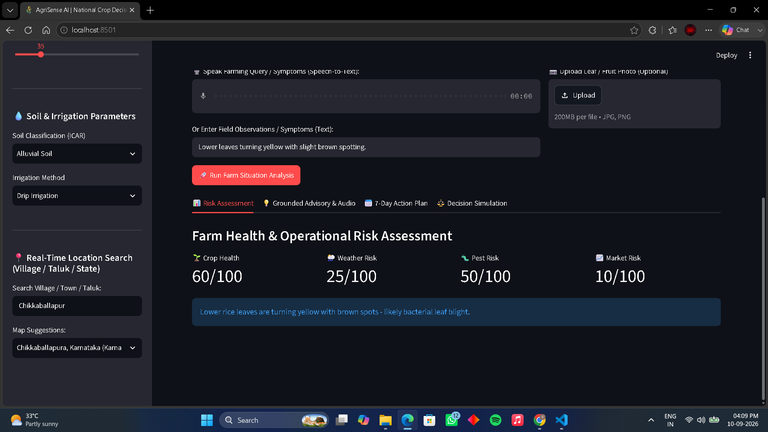 AgriSense AI | National Crop Decis
localhost:8501
Chat
Deploy
35
Soil & Irrigation Parameters
Soil Classification (ICAR)
Alluvial Soil
Irrigation Method
Drip Irrigation
Real-Time Location Search
(Village / Taluk / State)
Search Village / Town / Taluk:
Chikkaballapur
Map Suggestions:
Chikkaballapura, Karnataka (Karna
Speak Farming Query / Symptoms (Speech-to-Text):
00:00
Or Enter Field Observations / Symptoms (Text):
Lower leaves turning yellow with slight brown spotting.
Run Farm Situation Analysis
Upload Leaf / Fruit Photo (Optional)
Upload
200MB per file • JPG, PNG
Risk Assessment
Grounded Advisory & Audio
7-Day Action Plan
Decision Simulation
Farm Health & Operational Risk Assessment
Crop Health
60/100
Weather Risk
25/100
Pest Risk
50/100
Market Risk
10/100
Lower rice leaves are turning yellow with brown spots - likely bacterial leaf blight.
33°C
Partly sunny
Search
ENG
IN
04:09 PM
10-09-2026